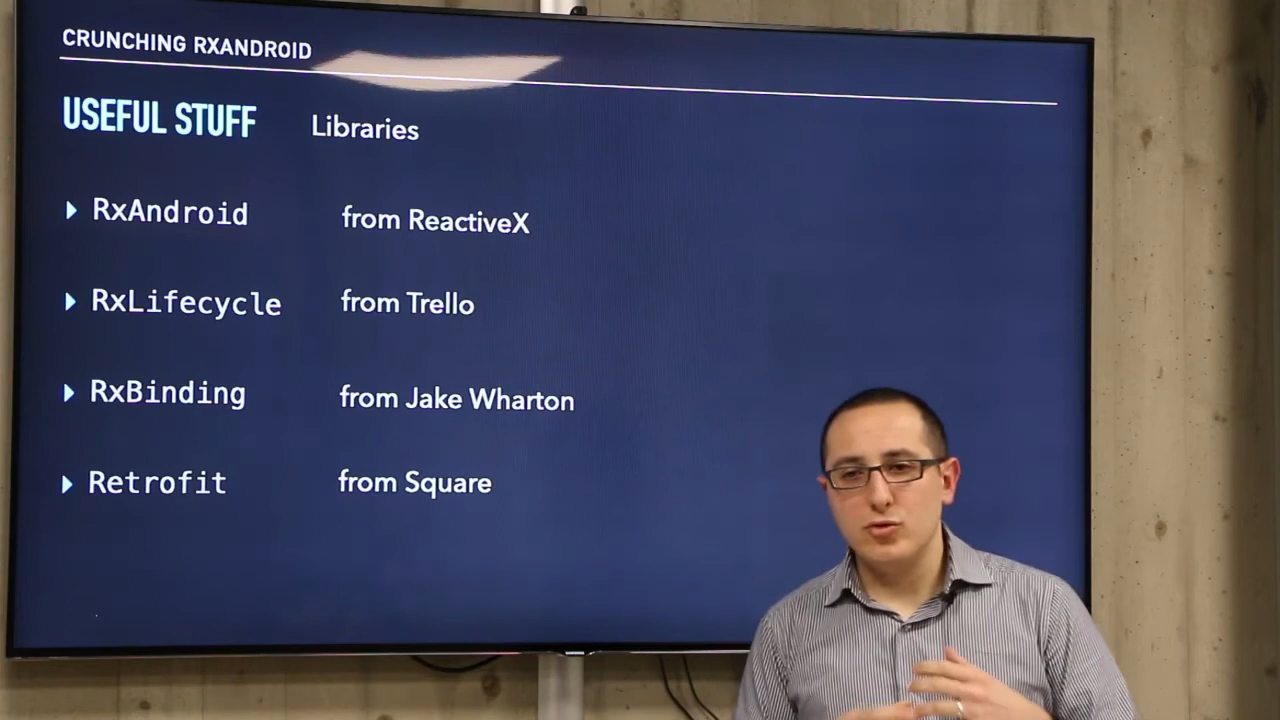 CRUNCHING RXANDROID
USEFUL STUFF Libraries
RxAndroid from ReactiveX
RxLifecycle from Trello
RxBinding from Jake Wharton
Retrofit from Square